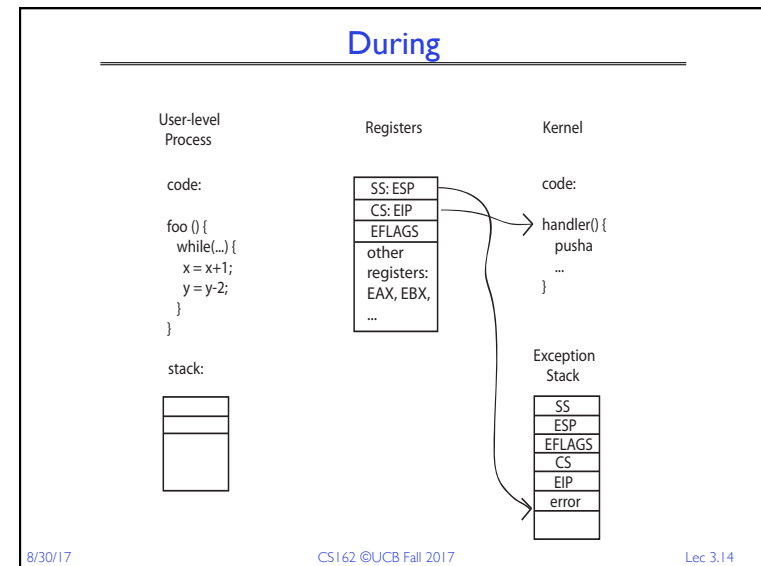 During
User-level
Process
code:
foo () {
while(...) {
x = x+1;
y = y-2;
}
}
stack:
Registers
SS: ESP
CS: EIP
EFLAGS
other
registers:
EAX, EBX,
...
Kernel
code:
handler() {
pusha
...
}
Exception
Stack
SS
ESP
EFLAGS
CS
EIP
error
8/30/17
CS162 ©UCB Fall 2017
Lec 3.14